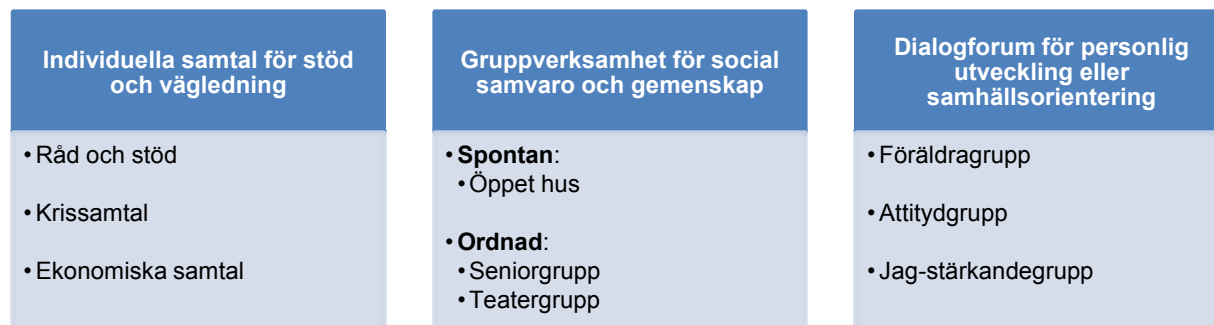 Individuella samtal för stöd
och vägledning
• Råd och stöd
• Krissamtal
• Ekonomiska samtal
Gruppverksamhet för social
samvaro och gemenskap
• Spontan:
• Öppet hus
• Ordnad:
• Seniorgrupp
• Teatergrupp
Dialogforum för personlig
utveckling eller
samhällsorientering
• Föräldragrupp
• Attitydgrupp
• Jag-stärkandegrupp